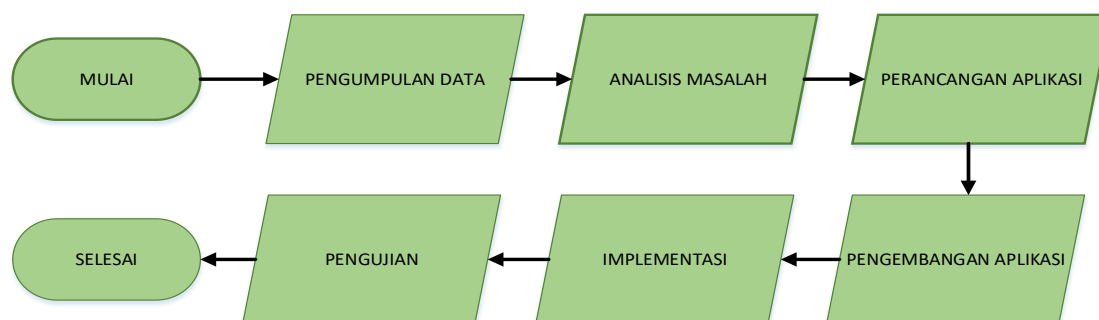 MULAI
PENGUMPULAN DATA
ANALISIS MASALAH
PERANCANGAN APLIKASI
PENGEMBANGAN APLIKASI
IMPLEMENTASI
PENGUJIAN
SELESAI